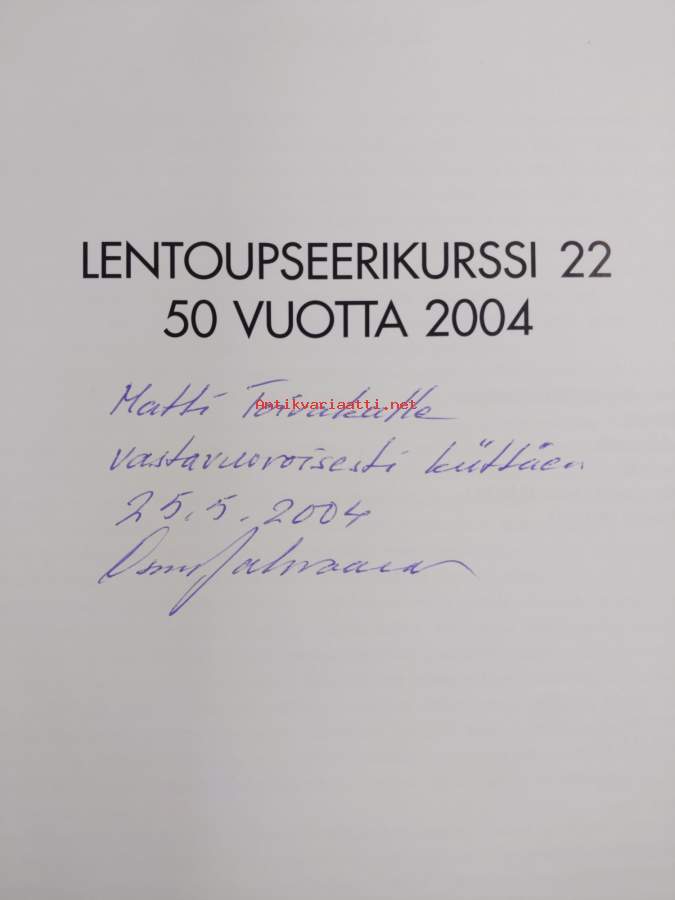 LENTOUPSEERIKURSSI 22
50 VUOTTA 2004
Matti
Antikvariaatti.net
vastavuoroisesti kiittäen
25.5.2004